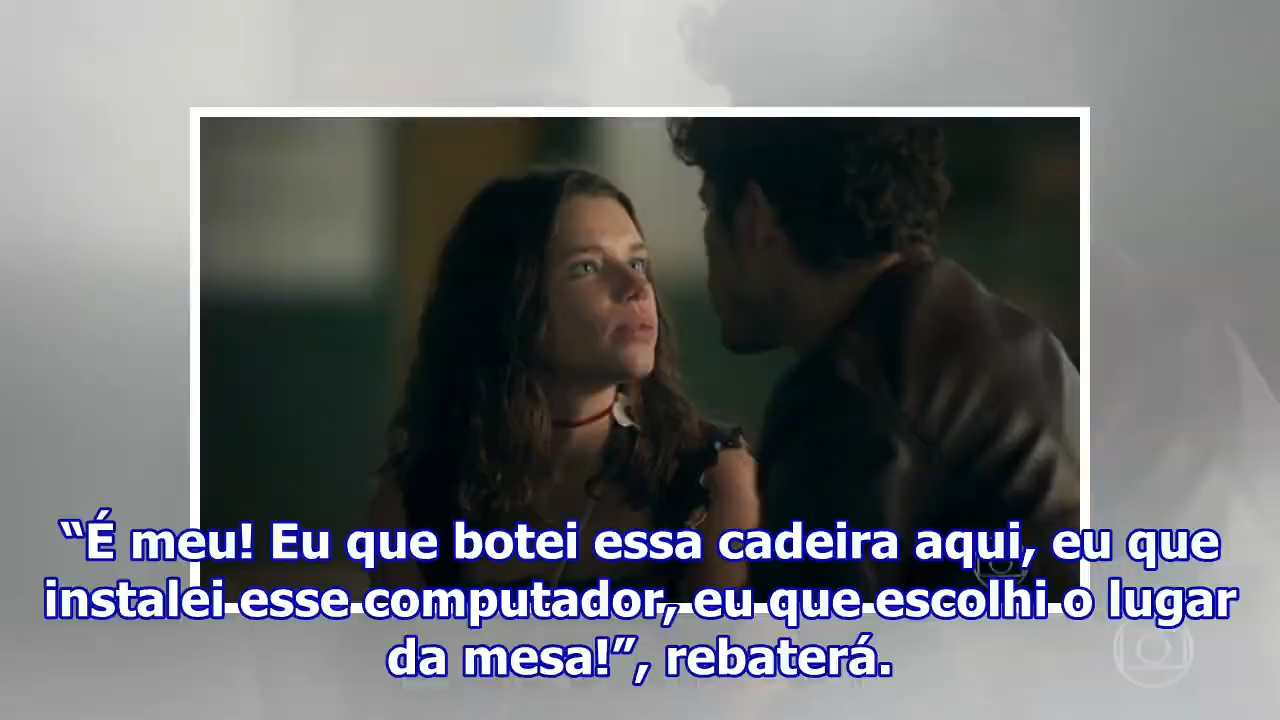 “É meu! Eu que botei essa cadeira aqui, eu que
instalei esse computador, eu que escolhi o lugar
da mesa!”, rebaterá.